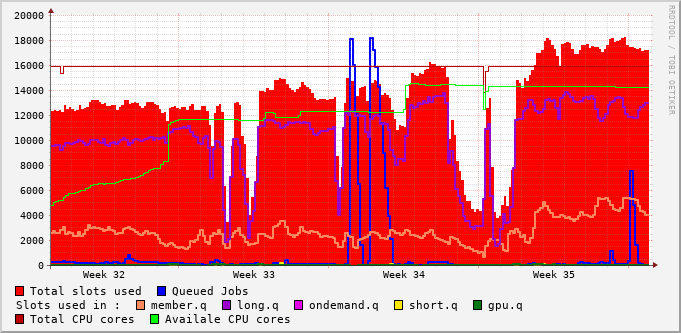 RRDTOOL / TOBI OETIKER
20000
18000
16000
14000
12000
10000
8000
6000
4000
2000
0
Week 32 Week 33 Week 34 Week 35
Total slots used Queued Jobs
Slots used in : member.q long.q ondemand.q short.q gpu.q
Total CPU cores Availale CPU cores